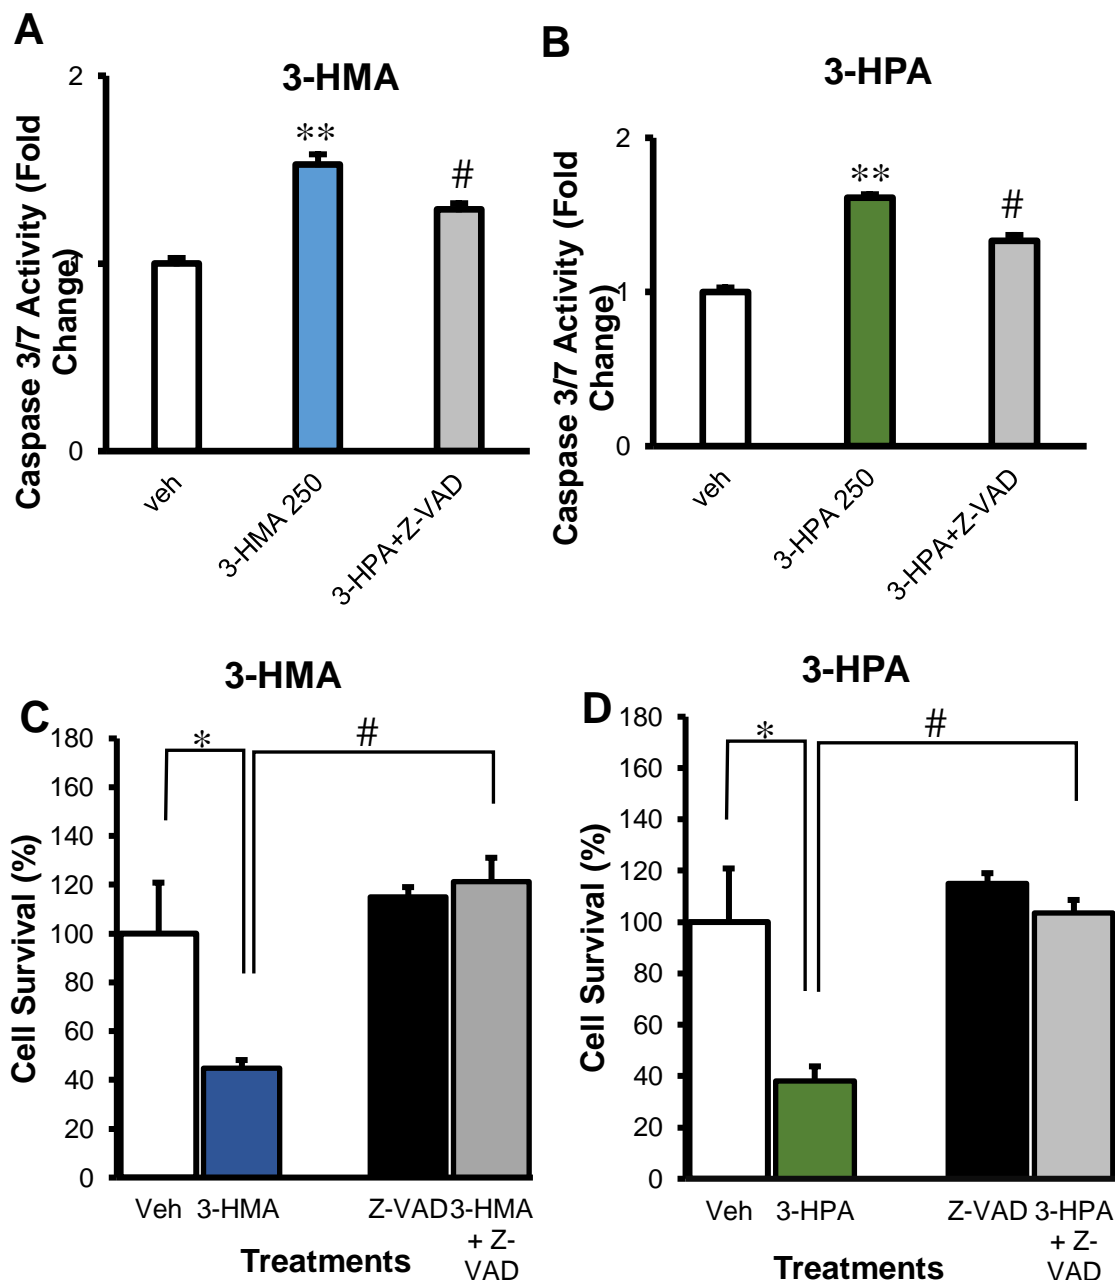 A
3-HMA
Caspase 3/7 Activity (Fold
Change)
2
1
0
**
#
veh
3-HMA 250
3-HPA+Z-VAD
B
3-HPA
Caspase 3/7 Activity (Fold
Change)
2
1
0
**
#
veh
3-HPA 250
3-HPA+Z-VAD
C
3-HMA
Cell Survival (%)
180
160
140
120
100
80
60
40
20
0
*
#
Veh
3-HMA
Z-VAD
3-HMA
+ Z-
VAD
Treatments
D
3-HPA
Cell Survival (%)
180
160
140
120
100
80
60
40
20
0
*
#
Veh
3-HPA
Z-VAD
3-HPA
+ Z-
VAD
Treatments